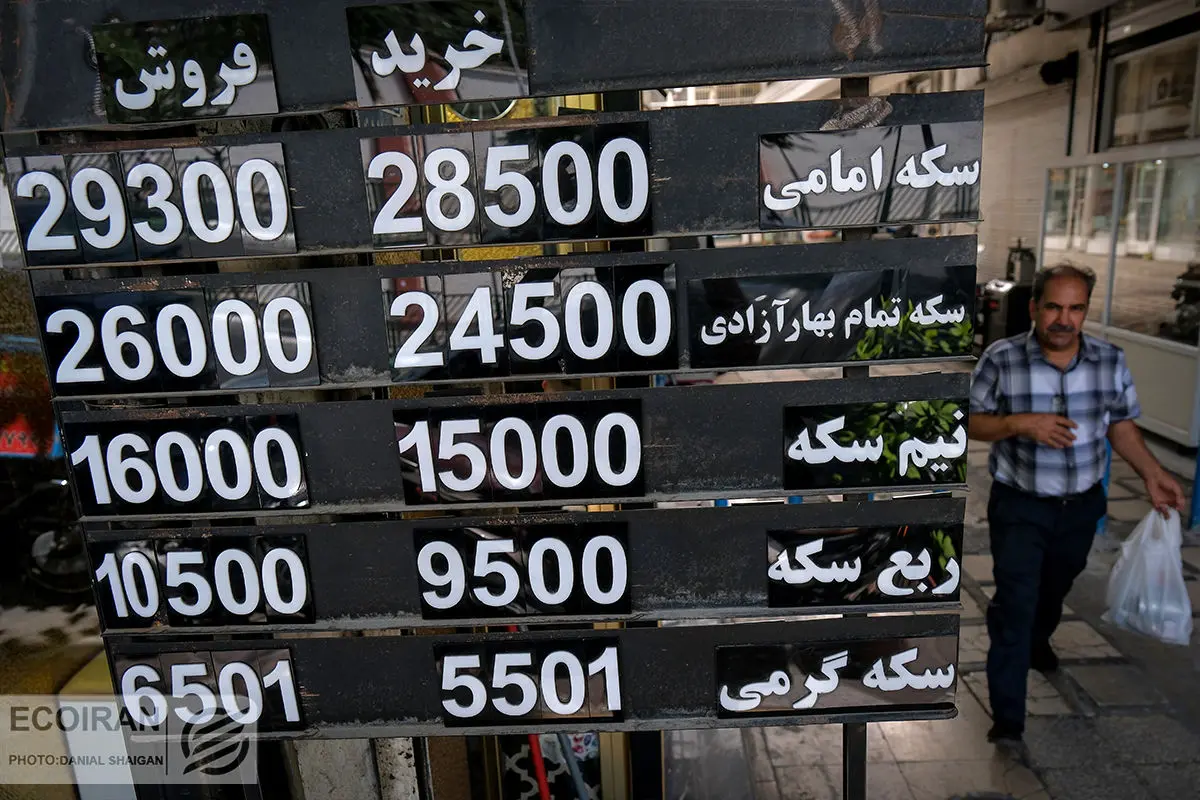 خرید فروش
سکه امامی 28500 29300
سکه تمام بهارآزادی 24500 26000
نیم سکه 15000 16000
ربع سکه 9500 10500
سکه گرمی 5501 6501
ECOIRAN
PHOTO:DANIAL SHAIGAN